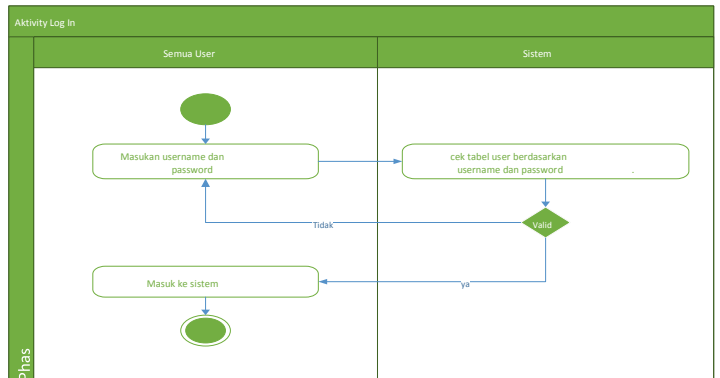 Aktivity Log In
Semua User
Sistem
Masukan username dan
password
cek tabel user berdasarkan
username dan password .
Tidak
Valid
Masuk ke sistem
ya
Phas